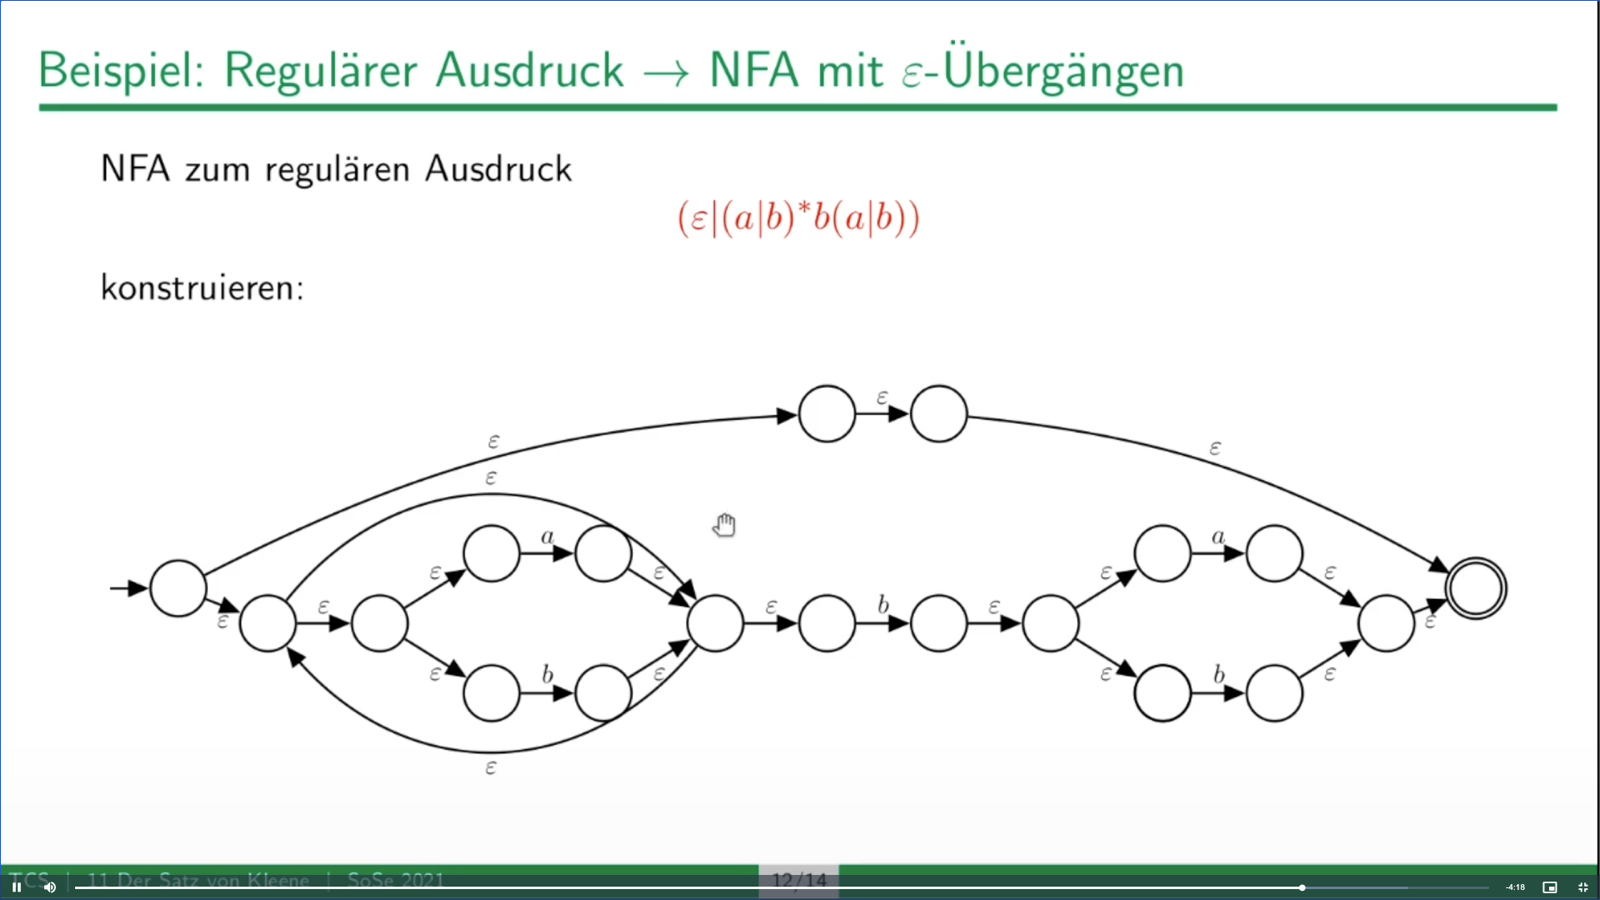 Beispiel: Regulärer Ausdruck → NFA mit ε-Übergängen
NFA zum regulären Ausdruck
(ε|(a|b)*b(a|b))
konstruieren:
ε
ε
ε
ε
a
a
ε
ε
ε
ε
ε
ε
ε
b
ε
ε
ε
ε
ε
ε
ε
b
b
ε
TCS | 11 Der Satz von Kleene | SoSe 2021
12/14
-4:18